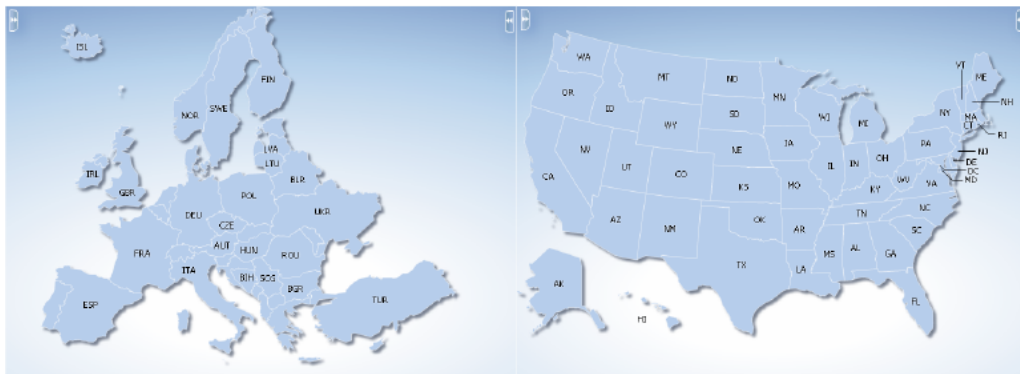 ISL
FIN
SWE
NOR
LVA
LTU
IRL
GBR
BLR
POL
DEU
UKR
CZE
FRA
AUT
HUN
ROU
ITA
BIH
SCG
BGR
ESP
TUR
WA
MT
ND
VT
ME
OR
MN
ID
SD
WI
MI
NY
NH
WY
MA
CT
RI
NV
NE
IA
PA
NJ
UT
IL
IN
OH
DE
CA
CO
WV
VA
DC
MD
KS
MO
KY
NC
AZ
NM
OK
TN
AR
SC
MS
AL
GA
TX
LA
AK
FL
HI